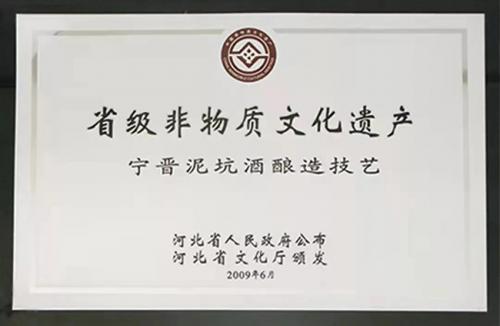 省级非物质文化遗产
宁晋泥坑酒酿造技艺
河北省人民政府公布
河北省文化厅颁发
2009年6月